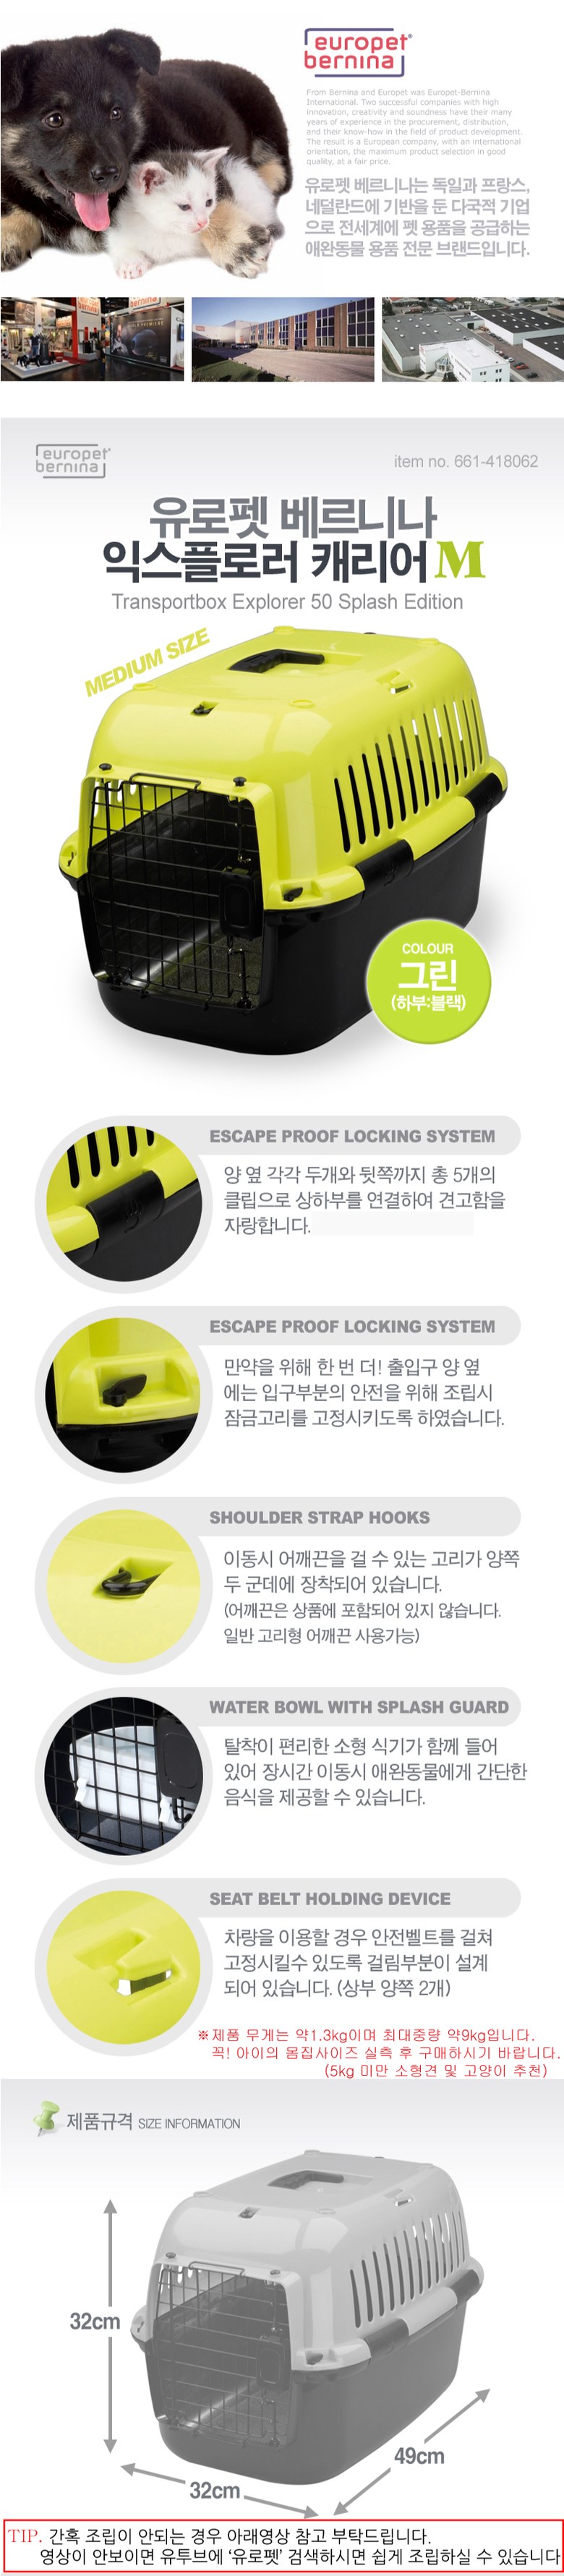 europet
bernina
From Bernina and Europet was Europet-Bernina
International. Two successful companies with high
innovation, creativity and soundness have their many
years of experience in the procurement, distribution,
and their know-how in the field of product development.
The result is a European company, with an international
orientation, the maximum product selection in good
quality, at a fair price.
유로펫 베르니나는 독일과 프랑스,
네덜란드에 기반을 둔 다국적 기업
으로 전세계에 펫 용품을 공급하는
애완동물 용품 전문 브랜드입니다.
europet
bernina
item no. 661-418062
유로펫 베르니나
익스플로러 캐리어 M
Transportbox Explorer 50 Splash Edition
MEDIUM SIZE
COLOUR
그린
(하부:블랙)
ESCAPE PROOF LOCKING SYSTEM
양 옆 각각 두개와 뒷쪽까지 총 5개의
클립으로 상하부를 연결하여 견고함을
자랑합니다.
ESCAPE PROOF LOCKING SYSTEM
만약을 위해 한 번 더! 출입구 양 옆
에는 입구부분의 안전을 위해 조립시
잠금고리를 고정시키도록 하였습니다.
SHOULDER STRAP HOOKS
이동시 어깨끈을 걸 수 있는 고리가 양쪽
두 군데에 장착되어 있습니다.
(어깨끈은 상품에 포함되어 있지 않습니다.
일반 고리형 어깨끈 사용가능)
WATER BOWL WITH SPLASH GUARD
탈착이 편리한 소형 식기가 함께 들어
있어 장시간 이동시 애완동물에게 간단한
음식을 제공할 수 있습니다.
SEAT BELT HOLDING DEVICE
차량을 이용할 경우 안전벨트를 걸쳐
고정시킬수 있도록 걸림부분이 설계
되어 있습니다. (상부 양쪽 2개)
※제품 무게는 약1.3kg이며 최대중량 약9kg입니다.
꼭! 아이의 몸집사이즈 실측 후 구매하시기 바랍니다.
(5kg 미만 소형견 및 고양이 추천)
제품규격 SIZE INFORMATION
32cm
49cm
32cm
TIP. 간혹 조립이 안되는 경우 아래영상 참고 부탁드립니다.
영상이 안보이면 유투브에 '유로펫' 검색하시면 쉽게 조립하실 수 있습니다